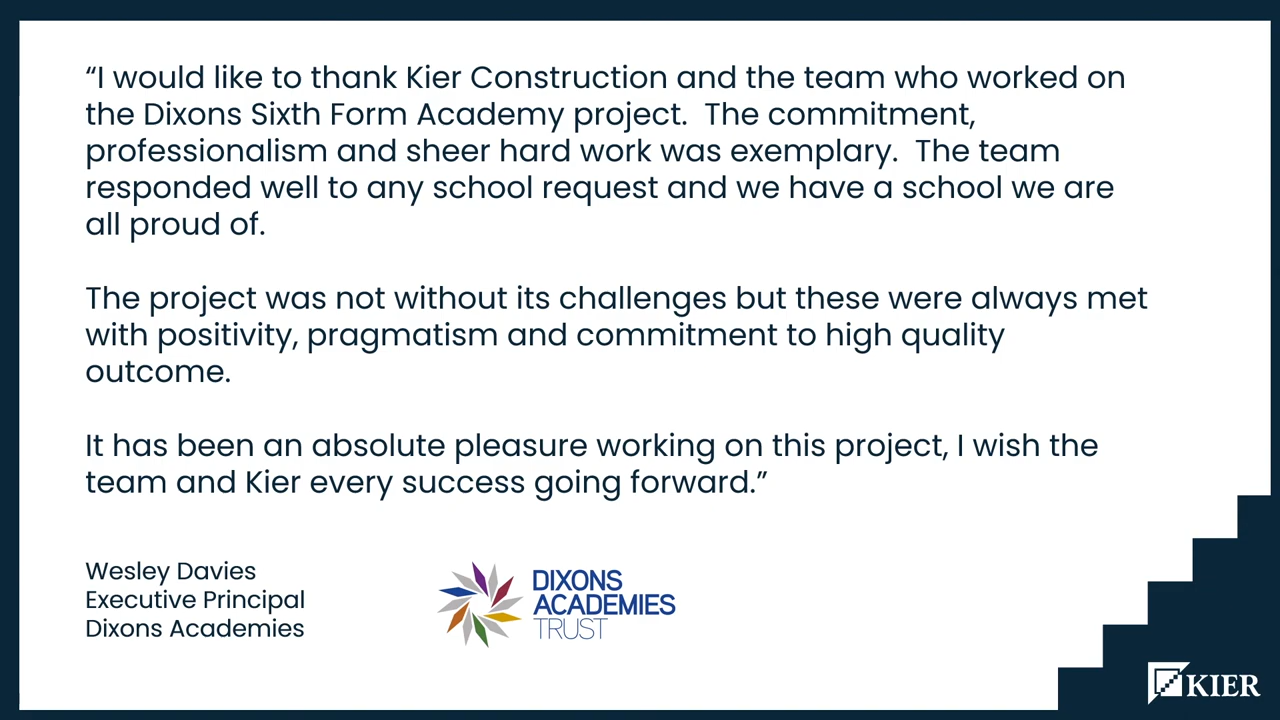 “I would like to thank Kier Construction and the team who worked on
the Dixons Sixth Form Academy project.  The commitment,
professionalism and sheer hard work was exemplary.  The team
responded well to any school request and we have a school we are
all proud of.
The project was not without its challenges but these were always met
with positivity, pragmatism and commitment to high quality
outcome.
It has been an absolute pleasure working on this project, I wish the
team and Kier every success going forward.”
Wesley Davies
Executive Principal
Dixons Academies
DIXONS
ACADEMIES
TRUST
KIER